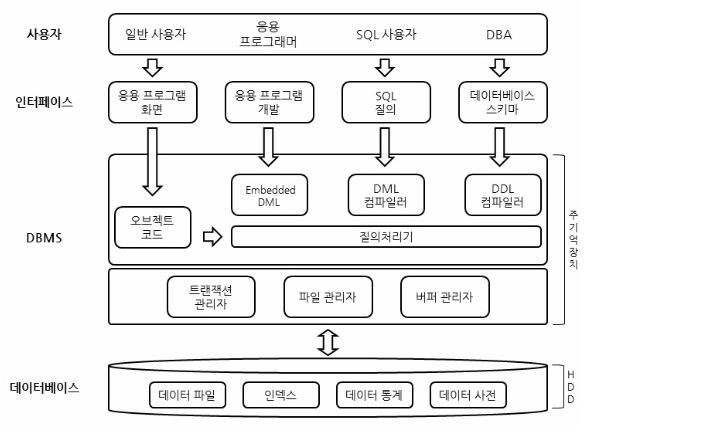 사용자
일반 사용자
응용
프로그래머
SQL 사용자
DBA
인터페이스
응용 프로그램
화면
응용 프로그램
개발
SQL
질의
데이터베이스
스키마
DBMS
오브젝트
코드
Embedded
DML
DML
컴파일러
DDL
컴파일러
질의처리기
트랜잭션
관리자
파일 관리자
버퍼 관리자
주기억장치
데이터베이스
데이터 파일
인덱스
데이터 통계
데이터 사전
HDD